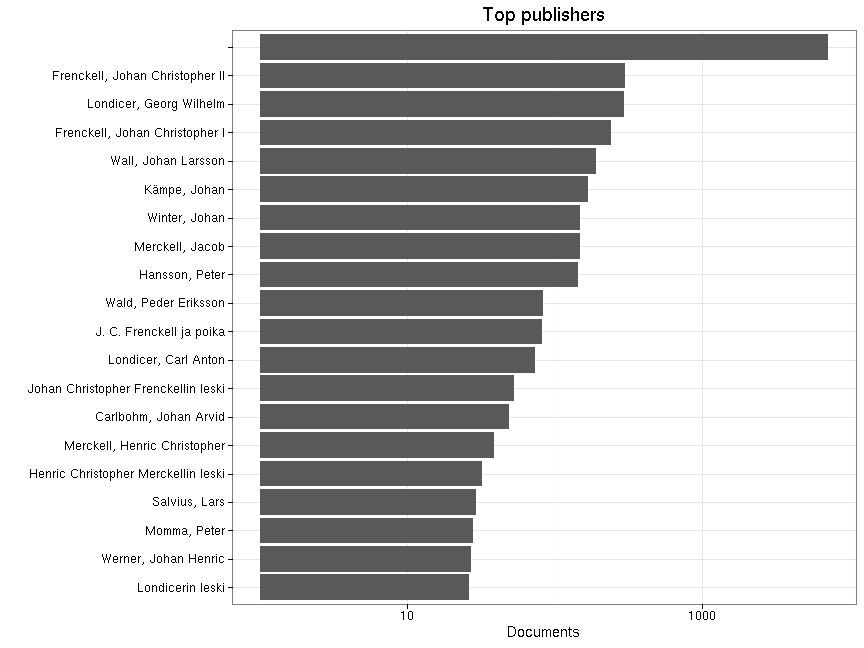 Top publishers
Frenckell, Johan Christopher II
Londicer, Georg Wilhelm
Frenckell, Johan Christopher I
Wall, Johan Larsson
Kämpe, Johan
Winter, Johan
Merckell, Jacob
Hansson, Peter
Wald, Peder Eriksson
J. C. Frenckell ja poika
Londicer, Carl Anton
Johan Christopher Frenckellin leski
Carlbohm, Johan Arvid
Merckell, Henric Christopher
Henric Christopher Merckellin leski
Salvius, Lars
Momma, Peter
Werner, Johan Henric
Londicerin leski
10 1000
Documents